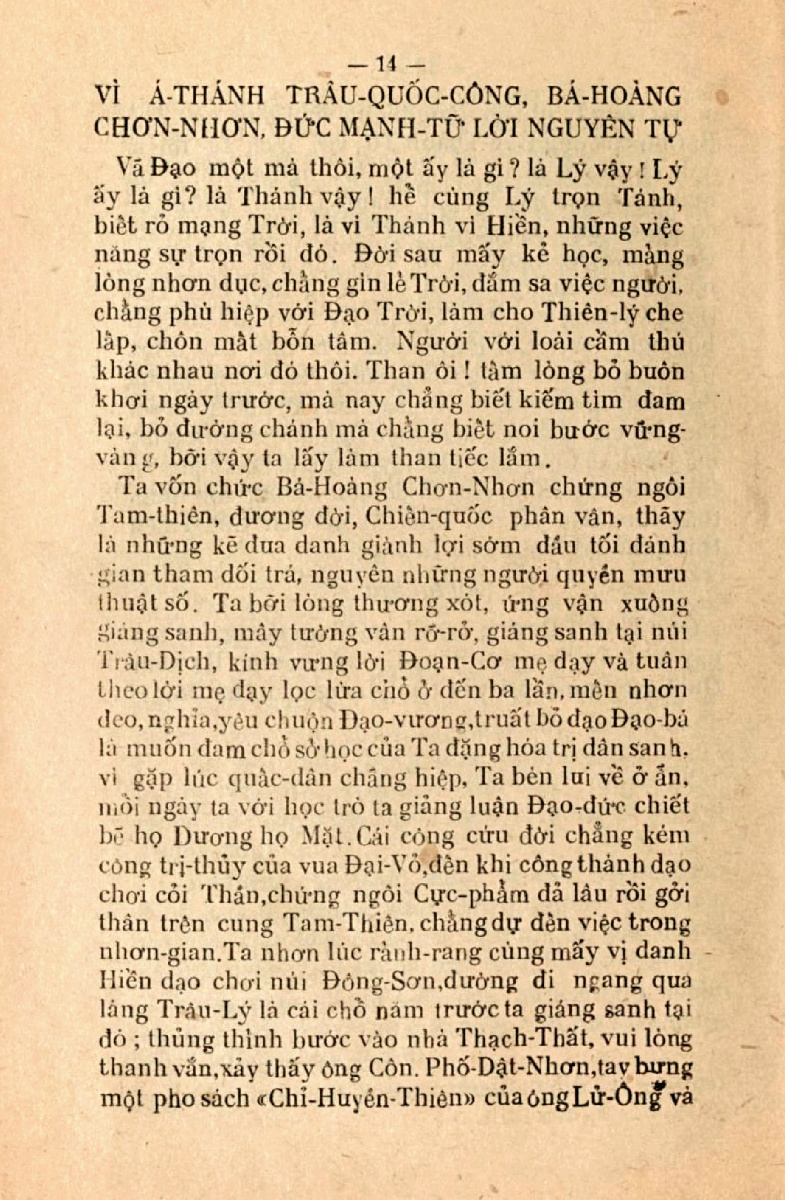 — 14 —
VÌ Á-THÁNH TRÂU-QUỐC-CÔNG, BÁ-HOÀNG
CHƠN-NHƠN, ĐỨC MẠNH-TỮ LỜI NGUYÊN TỰ
Vã Đạo một mà thôi, một ấy là gì? là Lý vậy! Lý
ấy là gì? là Thánh vậy! hề cùng Lý trọn Tánh,
biết rỏ mạng Trời, là vì Thánh vì Hiền, những việc
năng sự trọn rồi đó. Đời sau mấy kẻ học, màng
lòng nhơn dục, chẳng gìn lẻ Trời, đắm sa việc người,
chẳng phù hiệp với Đạo Trời, làm cho Thiên-lý che
lấp, chôn mất bỗn tâm. Người với loài cầm thú
khác nhau nơi đó thôi. Than ôi! tầm lòng bỏ buôn
khơi ngày trước, mà nay chẳng biết kiếm tìm đam
lại, bỏ đường chánh mà chẳng biết noi bước vững-
vàng, bỡi vậy ta lấy làm than tiếc lắm.
Ta vốn chức Bá-Hoàng Chơn-Nhơn chứng ngôi
Tam-thiên, đương đời, Chiến-quốc phân vân, thãy
là những kẽ đua danh giành lợi sớm đầu tối đánh
gian tham dối trá, nguyên những người quyền mưu
thuật số. Ta bỡi lòng thương xót, ứng vận xuống
giáng sanh, mây tường vân rỡ-rở, giáng sanh tại núi
Trâu-Dịch, kính vưng lời Đoạn-Cơ mẹ dạy và tuân
theo lời mẹ dạy lọc lừa chổ ở đến ba lần, mến nhơn
đeo, nghĩa, yêu chuộn Đạo-vương, truất bỏ đạo Đạo-bá
là muốn đam chổ sở học của Ta đặng hóa trị dân sanh,
vì gặp lúc quấc-dân chẳng hiệp, Ta bèn lui về ở ẩn,
mỗi ngày ta với học trò ta giảng luận Đạo-đức chiết
bẽ họ Dương họ Mặt. Cái công cứu đời chẳng kém
công trị-thủy của vua Đại-Vỏ, đến khi công thành dạo
chơi cỏi Thần, chứng ngôi Cực-phẩm đả lâu rồi gởi
thân trên cung Tam-Thiên, chẳng dự đến việc trong
nhơn-gian. Ta nhơn lúc rảnh-rang cùng mấy vị danh
Hiền dạo chơi núi Đông-Sơn, đường đi ngang qua
làng Trâu-Lý là cái chồ năm trước ta giáng sanh tại
đó; thủng thỉnh bước vào nhà Thạch-Thất, vui lòng
thanh vắn, xảy thấy ông Côn. Phố-Dật-Nhơn, tay bưng
một pho sách «Chỉ-Huyền-Thiên» của ông Lử-Ông và